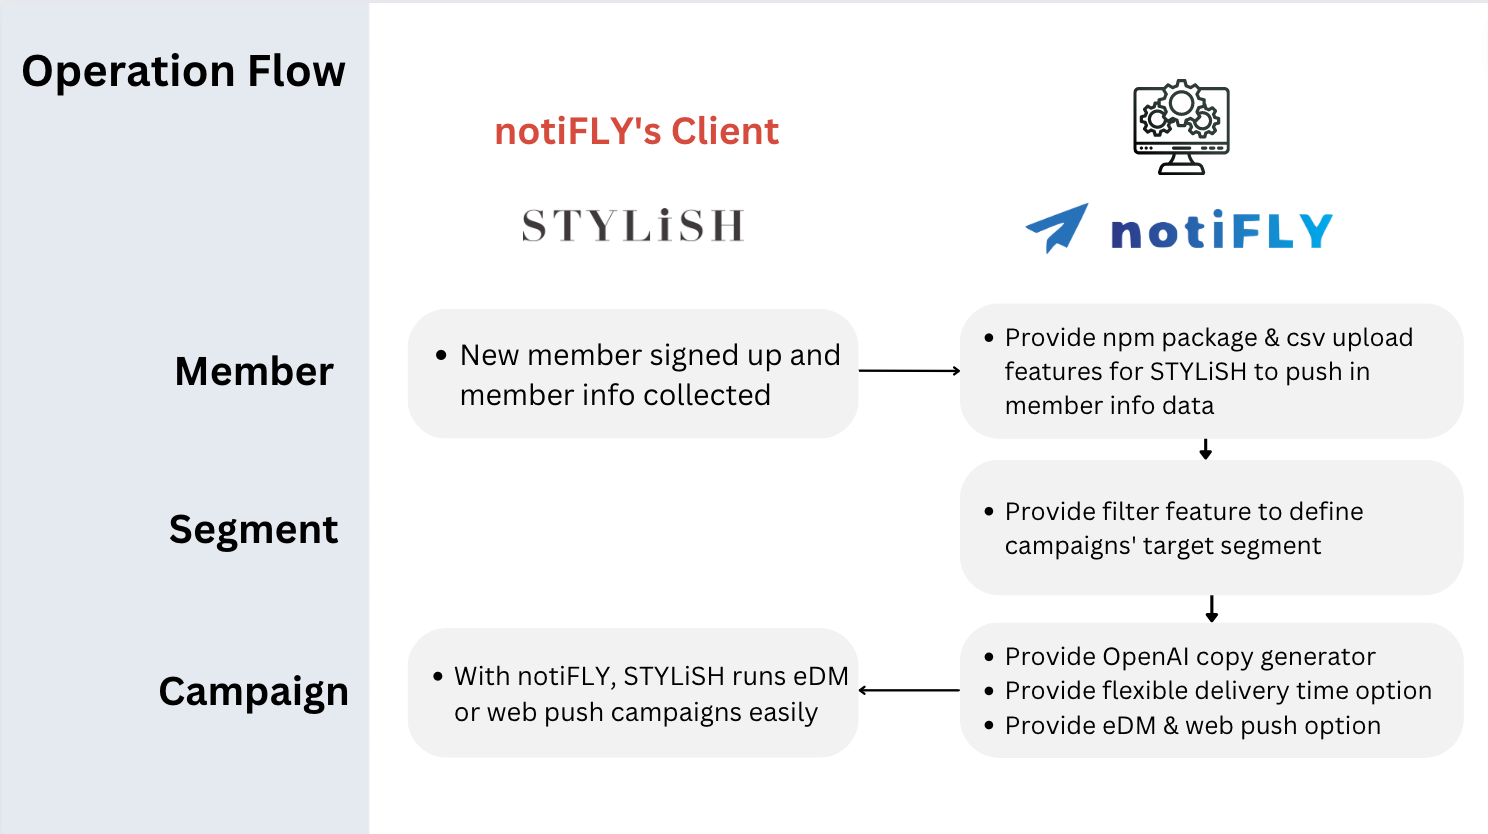 Operation Flow
notiFLY's Client
STYLiSH
notiFLY
Member
• New member signed up and
member info collected
• Provide npm package & csv upload
features for STYLiSH to push in
member info data
Segment
• Provide filter feature to define
campaigns' target segment
Campaign
• With notiFLY, STYLiSH runs eDM
or web push campaigns easily
• Provide OpenAI copy generator
• Provide flexible delivery time option
• Provide eDM & web push option